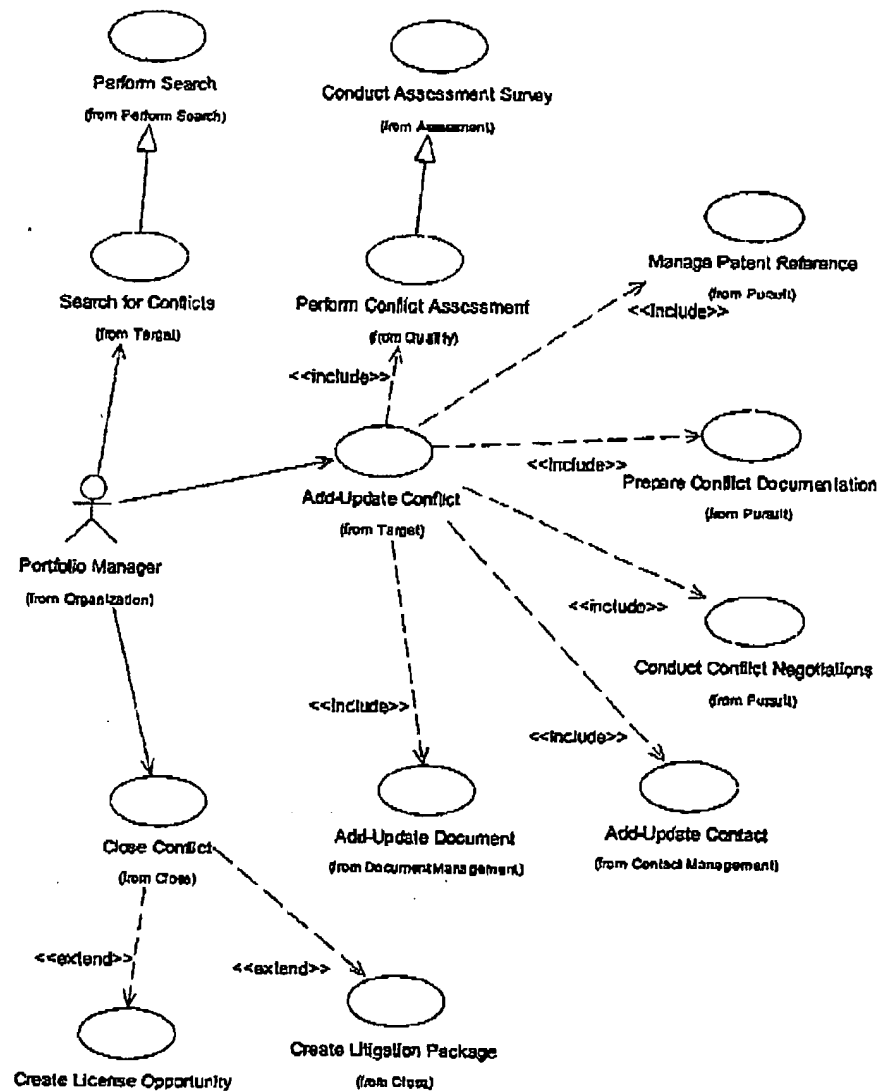 Perform Search
(from Perform Search)
Conduct Assessment Survey
(from Assessment)
Manage Patent Reference
(from Pursuit)
<<include>>
Search for Conflicts
(from Target)
Perform Conflict Assessment
(from Qualify)
<<include>>
Prepare Conflict Documentation
(from Pursuit)
<<include>>
Add-Update Conflict
(from Target)
Portfolio Manager
(from Organization)
<<include>>
Conduct Conflict Negotiations
(from Pursuit)
<<include>>
<<include>>
Close Conflict
(from Close)
Add-Update Document
(from Document Management)
Add-Update Contact
(from Contact Management)
<<extend>>
<<extend>>
Create License Opportunity
Create Litigation Package
(from Close)